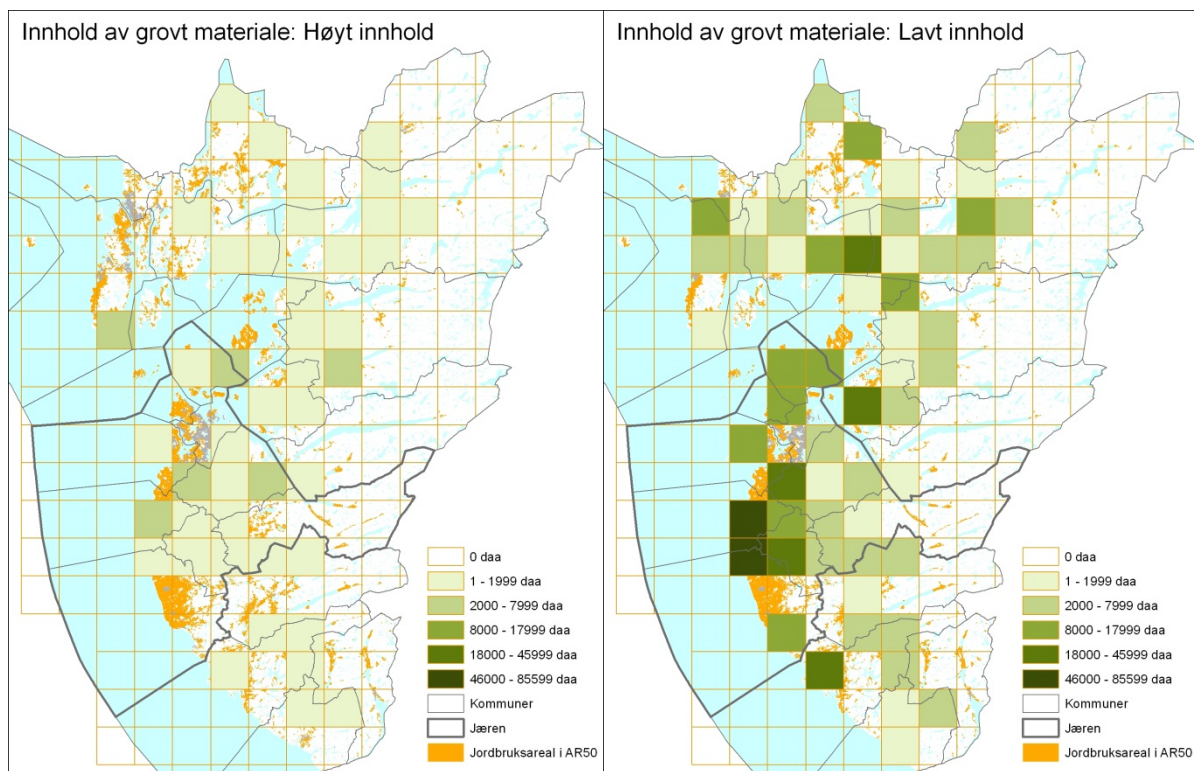 Innhold av grovt materiale: Høyt innhold
0 daa
1 - 1999 daa
2000 - 7999 daa
8000 - 17999 daa
18000 - 45999 daa
46000 - 85599 daa
Kommuner
Jæren
Jordbruksareal i AR50
Innhold av grovt materiale: Lavt innhold
0 daa
1 - 1999 daa
2000 - 7999 daa
8000 - 17999 daa
18000 - 45999 daa
46000 - 85599 daa
Kommuner
Jæren
Jordbruksareal i AR50